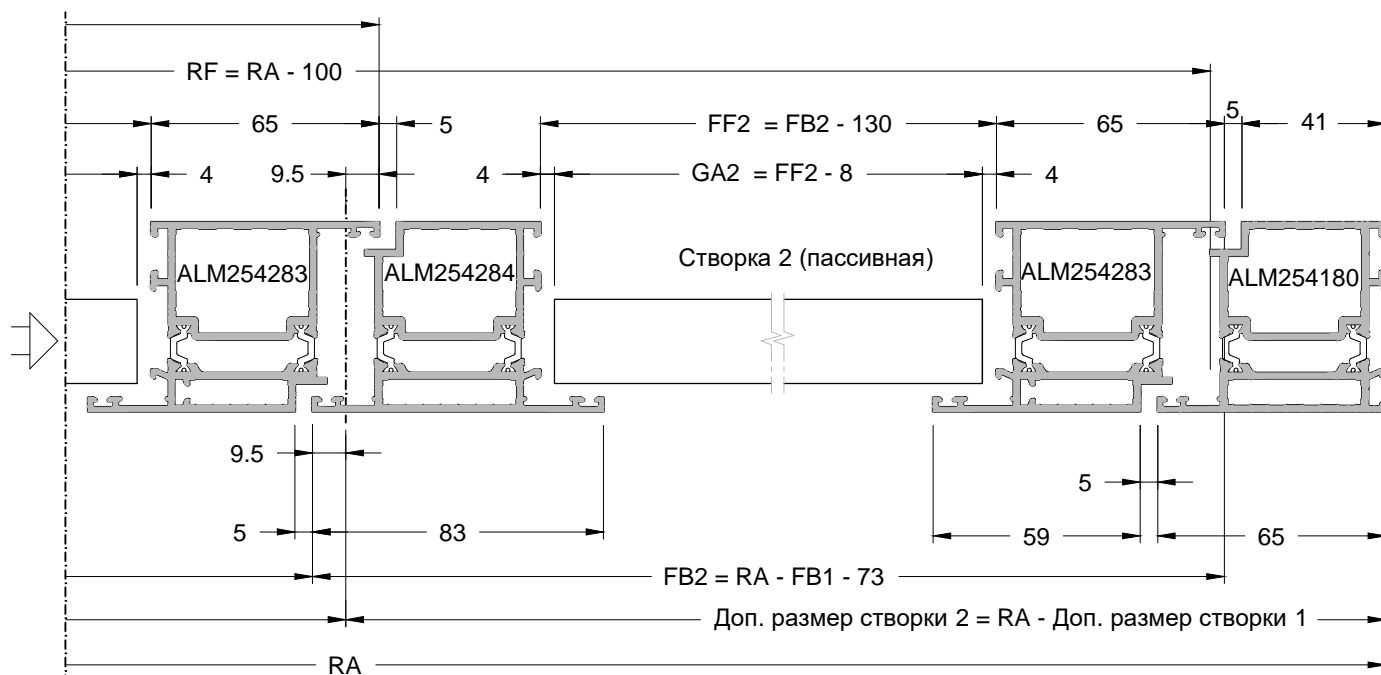 RF = RA - 100
65 5 FF2 = FB2 - 130 65 5 41
4 9.5 4 GA2 = FF2 - 8 4
Створка 2 (пассивная)
ALM254283 ALM254284 ALM254283 ALM254180
9.5
5
5 83 59 65
FB2 = RA - FB1 - 73
Доп. размер створки 2 = RA - Доп. размер створки 1
RA